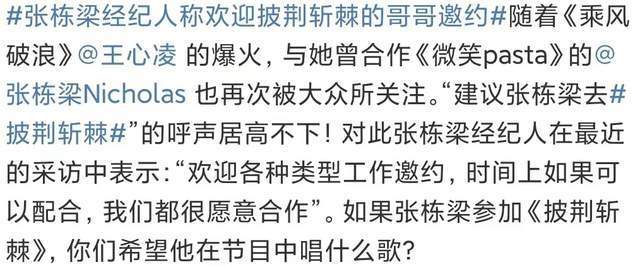 #张栋梁经纪人称欢迎披荆斩棘的哥哥邀约#随着《乘风
破浪》@王心凌 的爆火，与她曾合作《微笑pasta》的@
张栋梁Nicholas 也再次被大众所关注。“建议张栋梁去#
披荆斩棘#”的呼声居高不下！对此张栋梁经纪人在最近
的采访中表示：“欢迎各种类型工作邀约，时间上如果可
以配合，我们都很愿意合作”。如果张栋梁参加《披荆斩
棘》，你们希望他在节目中唱什么歌？